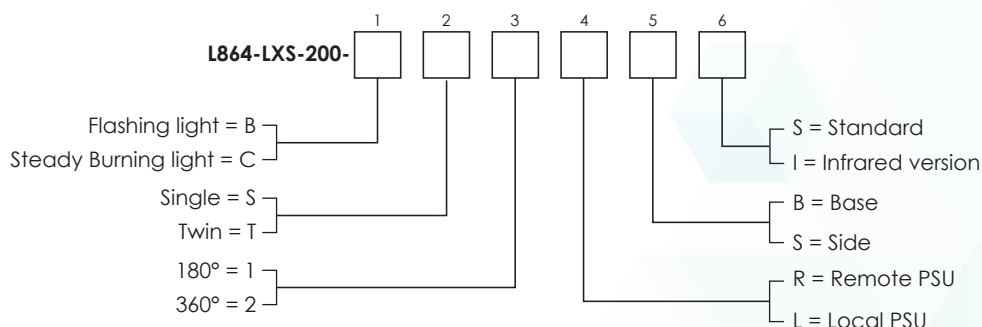 1 2 3 4 5 6
L864-LXS-200-
Flashing light = B
Steady Burning light = C
Single = S
Twin = T
180° = 1
360° = 2
S = Standard
I = Infrared version
B = Base
S = Side
R = Remote PSU
L = Local PSU